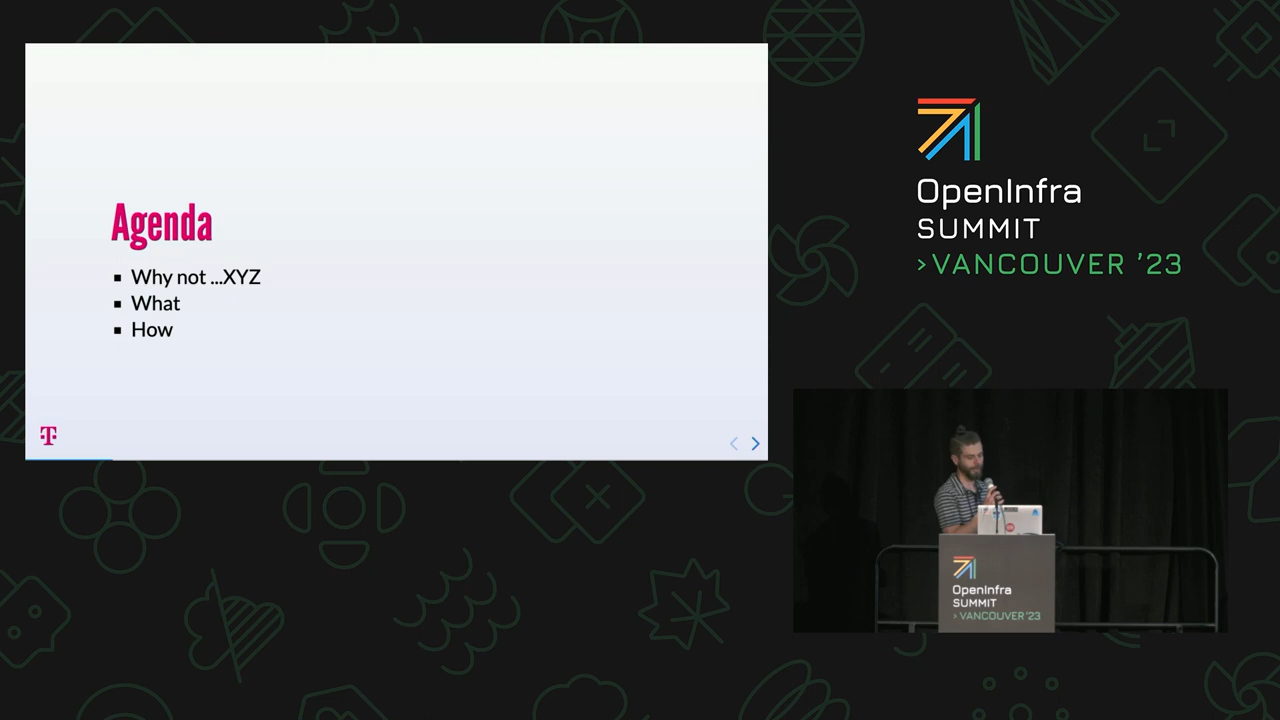 Agenda
▪ Why not ...XYZ
▪ What
▪ How
T
OpenInfra
SUMMIT
>VANCOUVER ’23
OpenInfra
SUMMIT
>VANCOUVER’23